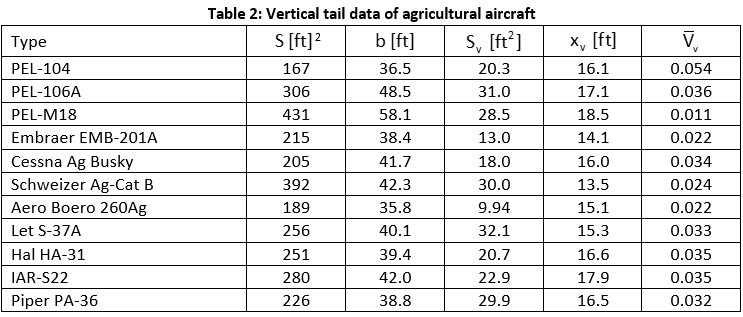 Table 2: Vertical tail data of agricultural aircraft
Type S [ft]² b [ft] Sᵥ [ft²] xᵥ [ft] V̅ᵥ
PEL-104 167 36.5 20.3 16.1 0.054
PEL-106A 306 48.5 31.0 17.1 0.036
PEL-M18 431 58.1 28.5 18.5 0.011
Embraer EMB-201A 215 38.4 13.0 14.1 0.022
Cessna Ag Busky 205 41.7 18.0 16.0 0.034
Schweizer Ag-Cat B 392 42.3 30.0 13.5 0.024
Aero Boero 260Ag 189 35.8 9.94 15.1 0.022
Let S-37A 256 40.1 32.1 15.3 0.033
Hal HA-31 251 39.4 20.7 16.6 0.035
IAR-S22 280 42.0 22.9 17.9 0.035
Piper PA-36 226 38.8 29.9 16.5 0.032